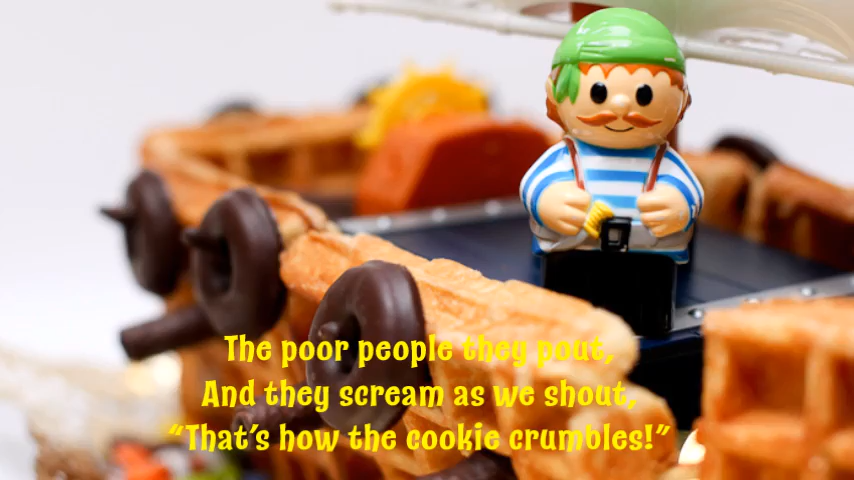 The poor people they pout,
And they scream as we shout,
“That’s how the cookie crumbles!”